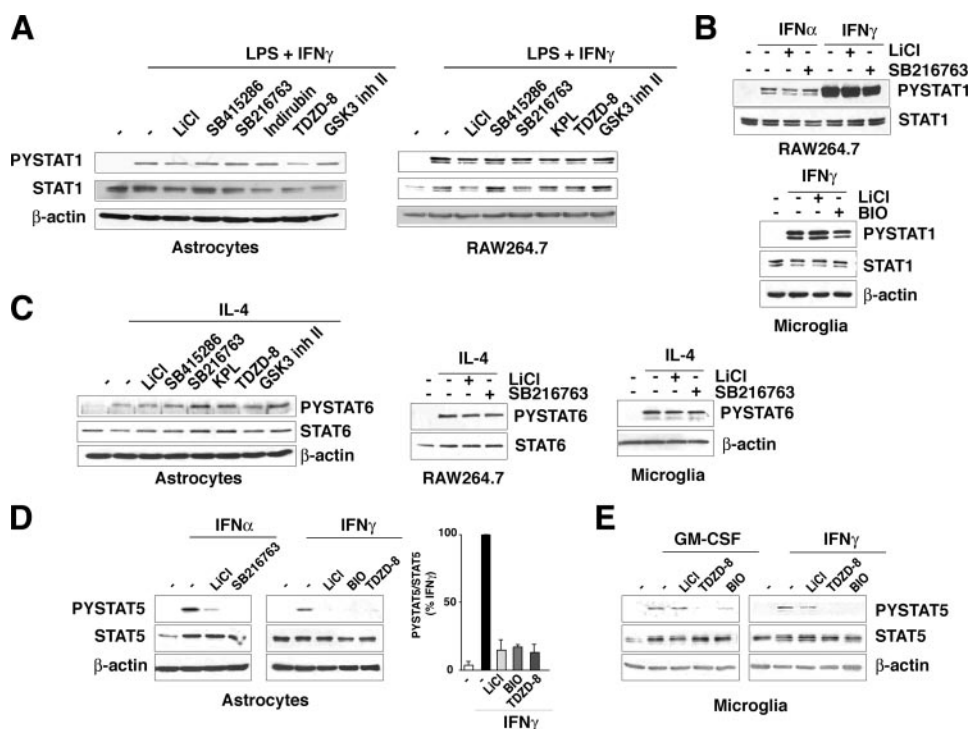 A
LPS + IFNγ
- - LiCl SB415286 SB216763 Indirubin TDZD-8 GSK3 inh II
PYSTAT1
STAT1
β-actin
Astrocytes
LPS + IFNγ
- - LiCl SB415286 SB216763 KPL TDZD-8 GSK3 inh II
RAW264.7
B
IFNα IFNγ
- - + - - + - LiCl
- - - + - - + SB216763
PYSTAT1
STAT1
RAW264.7
IFNγ
- - + - LiCl
- - - + BIO
PYSTAT1
STAT1
β-actin
Microglia
C
IL-4
- - LiCl SB415286 SB216763 KPL TDZD-8 GSK3 inh II
PYSTAT6
STAT6
β-actin
Astrocytes
IL-4
- - + - LiCl
- - - + SB216763
PYSTAT6
STAT6
RAW264.7
IL-4
- - + - LiCl
- - - + SB216763
PYSTAT6
β-actin
Microglia
D
IFNα IFNγ
- - LiCl SB216763 - - LiCl BIO TDZD-8
PYSTAT5
STAT5
β-actin
Astrocytes
PYSTAT5/STAT5
(% IFNγ)
100
50
0
- - LiCl BIO TDZD-8
IFNγ
E
GM-CSF IFNγ
- - LiCl TDZD-8 BIO - - LiCl TDZD-8 BIO
PYSTAT5
STAT5
β-actin
Microglia